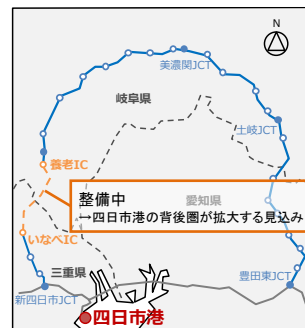 N
美濃関JCT
岐阜県
土岐JCT
養老IC
整備中
愛知県
→四日市港の背後圏が拡大する見込み
いなべIC
三重県
新四日市JCT
豊田東JCT
四日市港